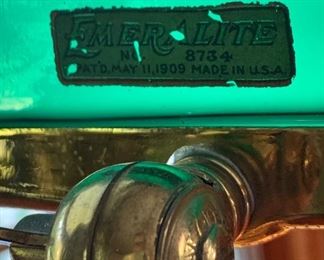 EMERALITE
NO. 8734
PAT'D. MAY 11, 1909 MADE IN U.S.A.